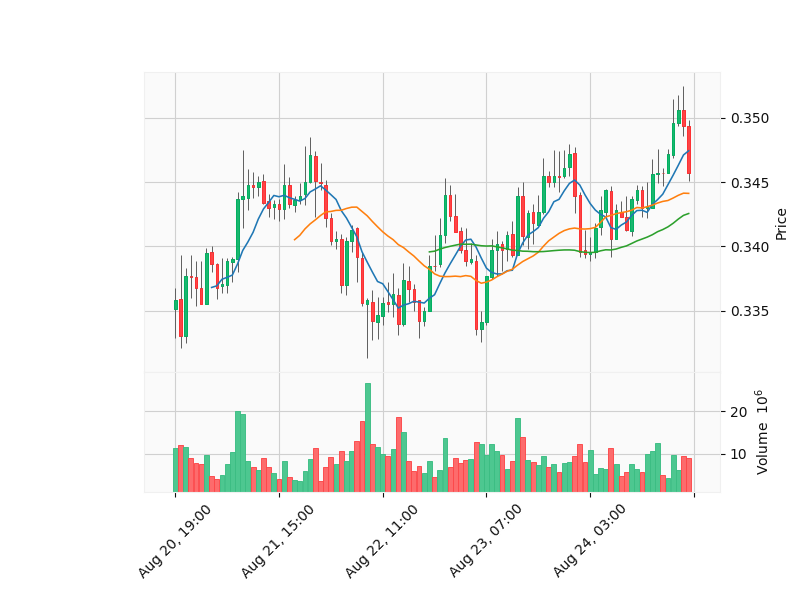 0.350
0.345
0.340
0.335
Price
20
10
Volume 10^6
Aug 20, 19:00
Aug 21, 15:00
Aug 22, 11:00
Aug 23, 07:00
Aug 24, 03:00